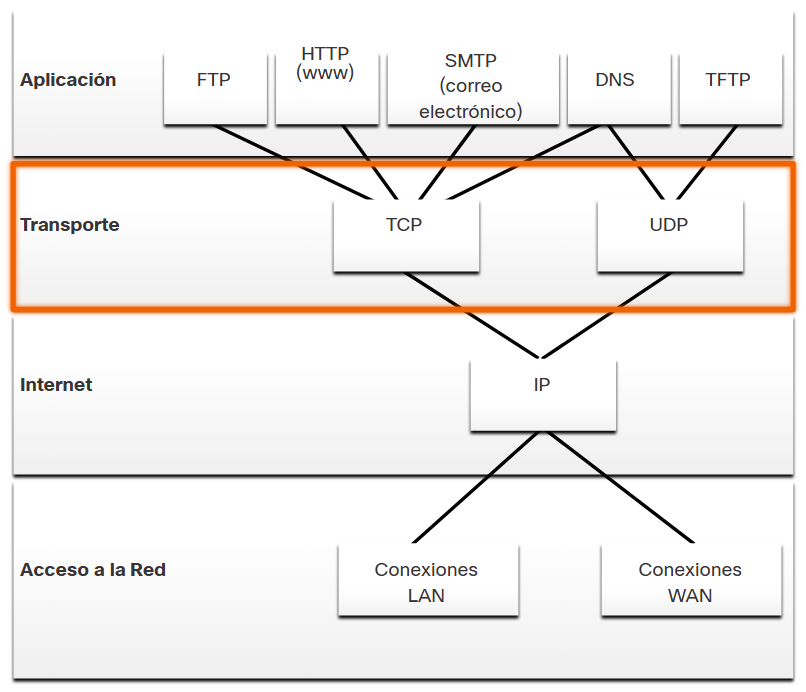 Aplicación
FTP
HTTP
(www)
SMTP
(correo
electrónico)
DNS
TFTP
Transporte
TCP
UDP
Internet
IP
Acceso a la Red
Conexiones
LAN
Conexiones
WAN